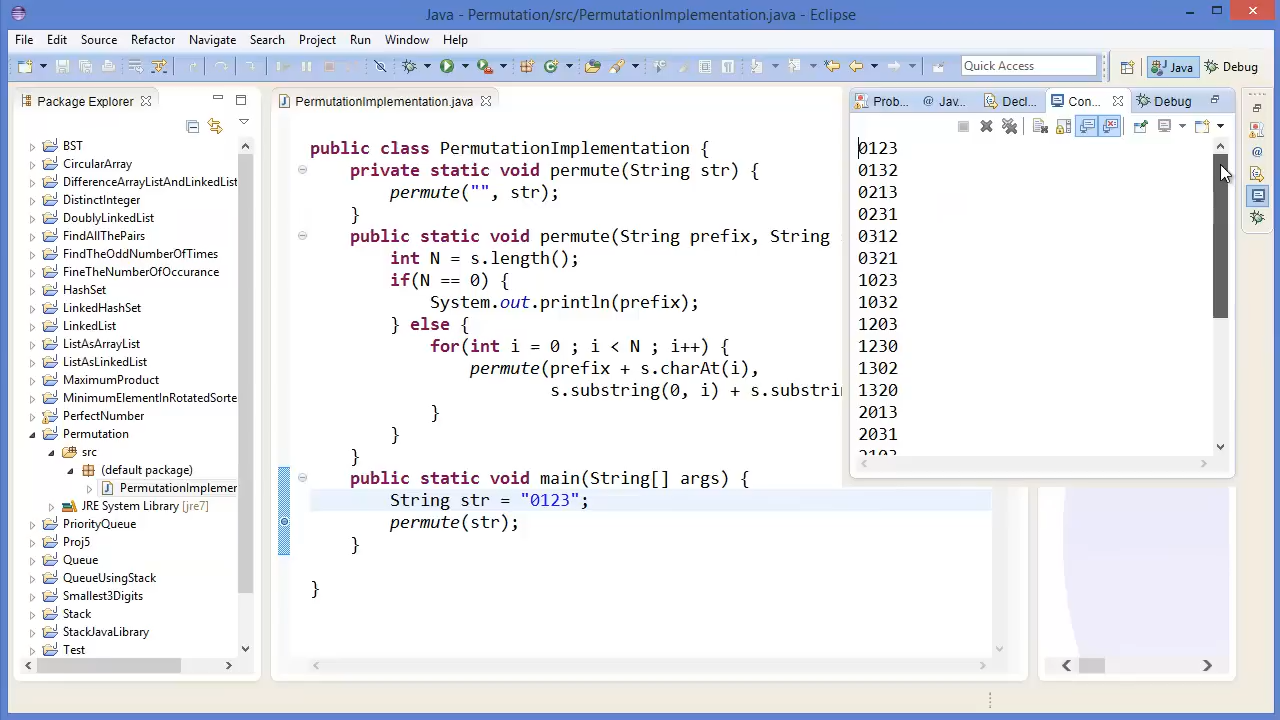 Java - Permutation/src/PermutationImplementation.java - Eclipse
File Edit Source Refactor Navigate Search Project Run Window Help
Quick Access
Java
Debug
Package Explorer
BST
CircularArray
DifferenceArrayListAndLinkedList
DistinctInteger
DoublyLinkedList
FindAllThePairs
FindTheOddNumberOfTimes
FineTheNumberOfOccurance
HashSet
LinkedHashSet
LinkedList
ListAsArrayList
ListAsLinkedList
MaximumProduct
MinimumElementInRotatedSorte
PerfectNumber
Permutation
src
(default package)
PermutationImplemer
JRE System Library [jre7]
PriorityQueue
Proj5
Queue
QueueUsingStack
Smallest3Digits
Stack
StackJavaLibrary
Test
PermutationImplementation.java
public class PermutationImplementation {
private static void permute(String str) {
permute("", str);
}
public static void permute(String prefix, String
int N = s.length();
if(N == 0) {
System.out.println(prefix);
} else {
for(int i = 0 ; i < N ; i++) {
permute(prefix + s.charAt(i),
s.substring(0, i) + s.substrin
}
}
}
public static void main(String[] args) {
String str = "0123";
permute(str);
}
}
Prob... @ Jav... Decl... Con... Debug
0123
0132
0213
0231
0312
0321
1023
1032
1203
1230
1302
1320
2013
2031